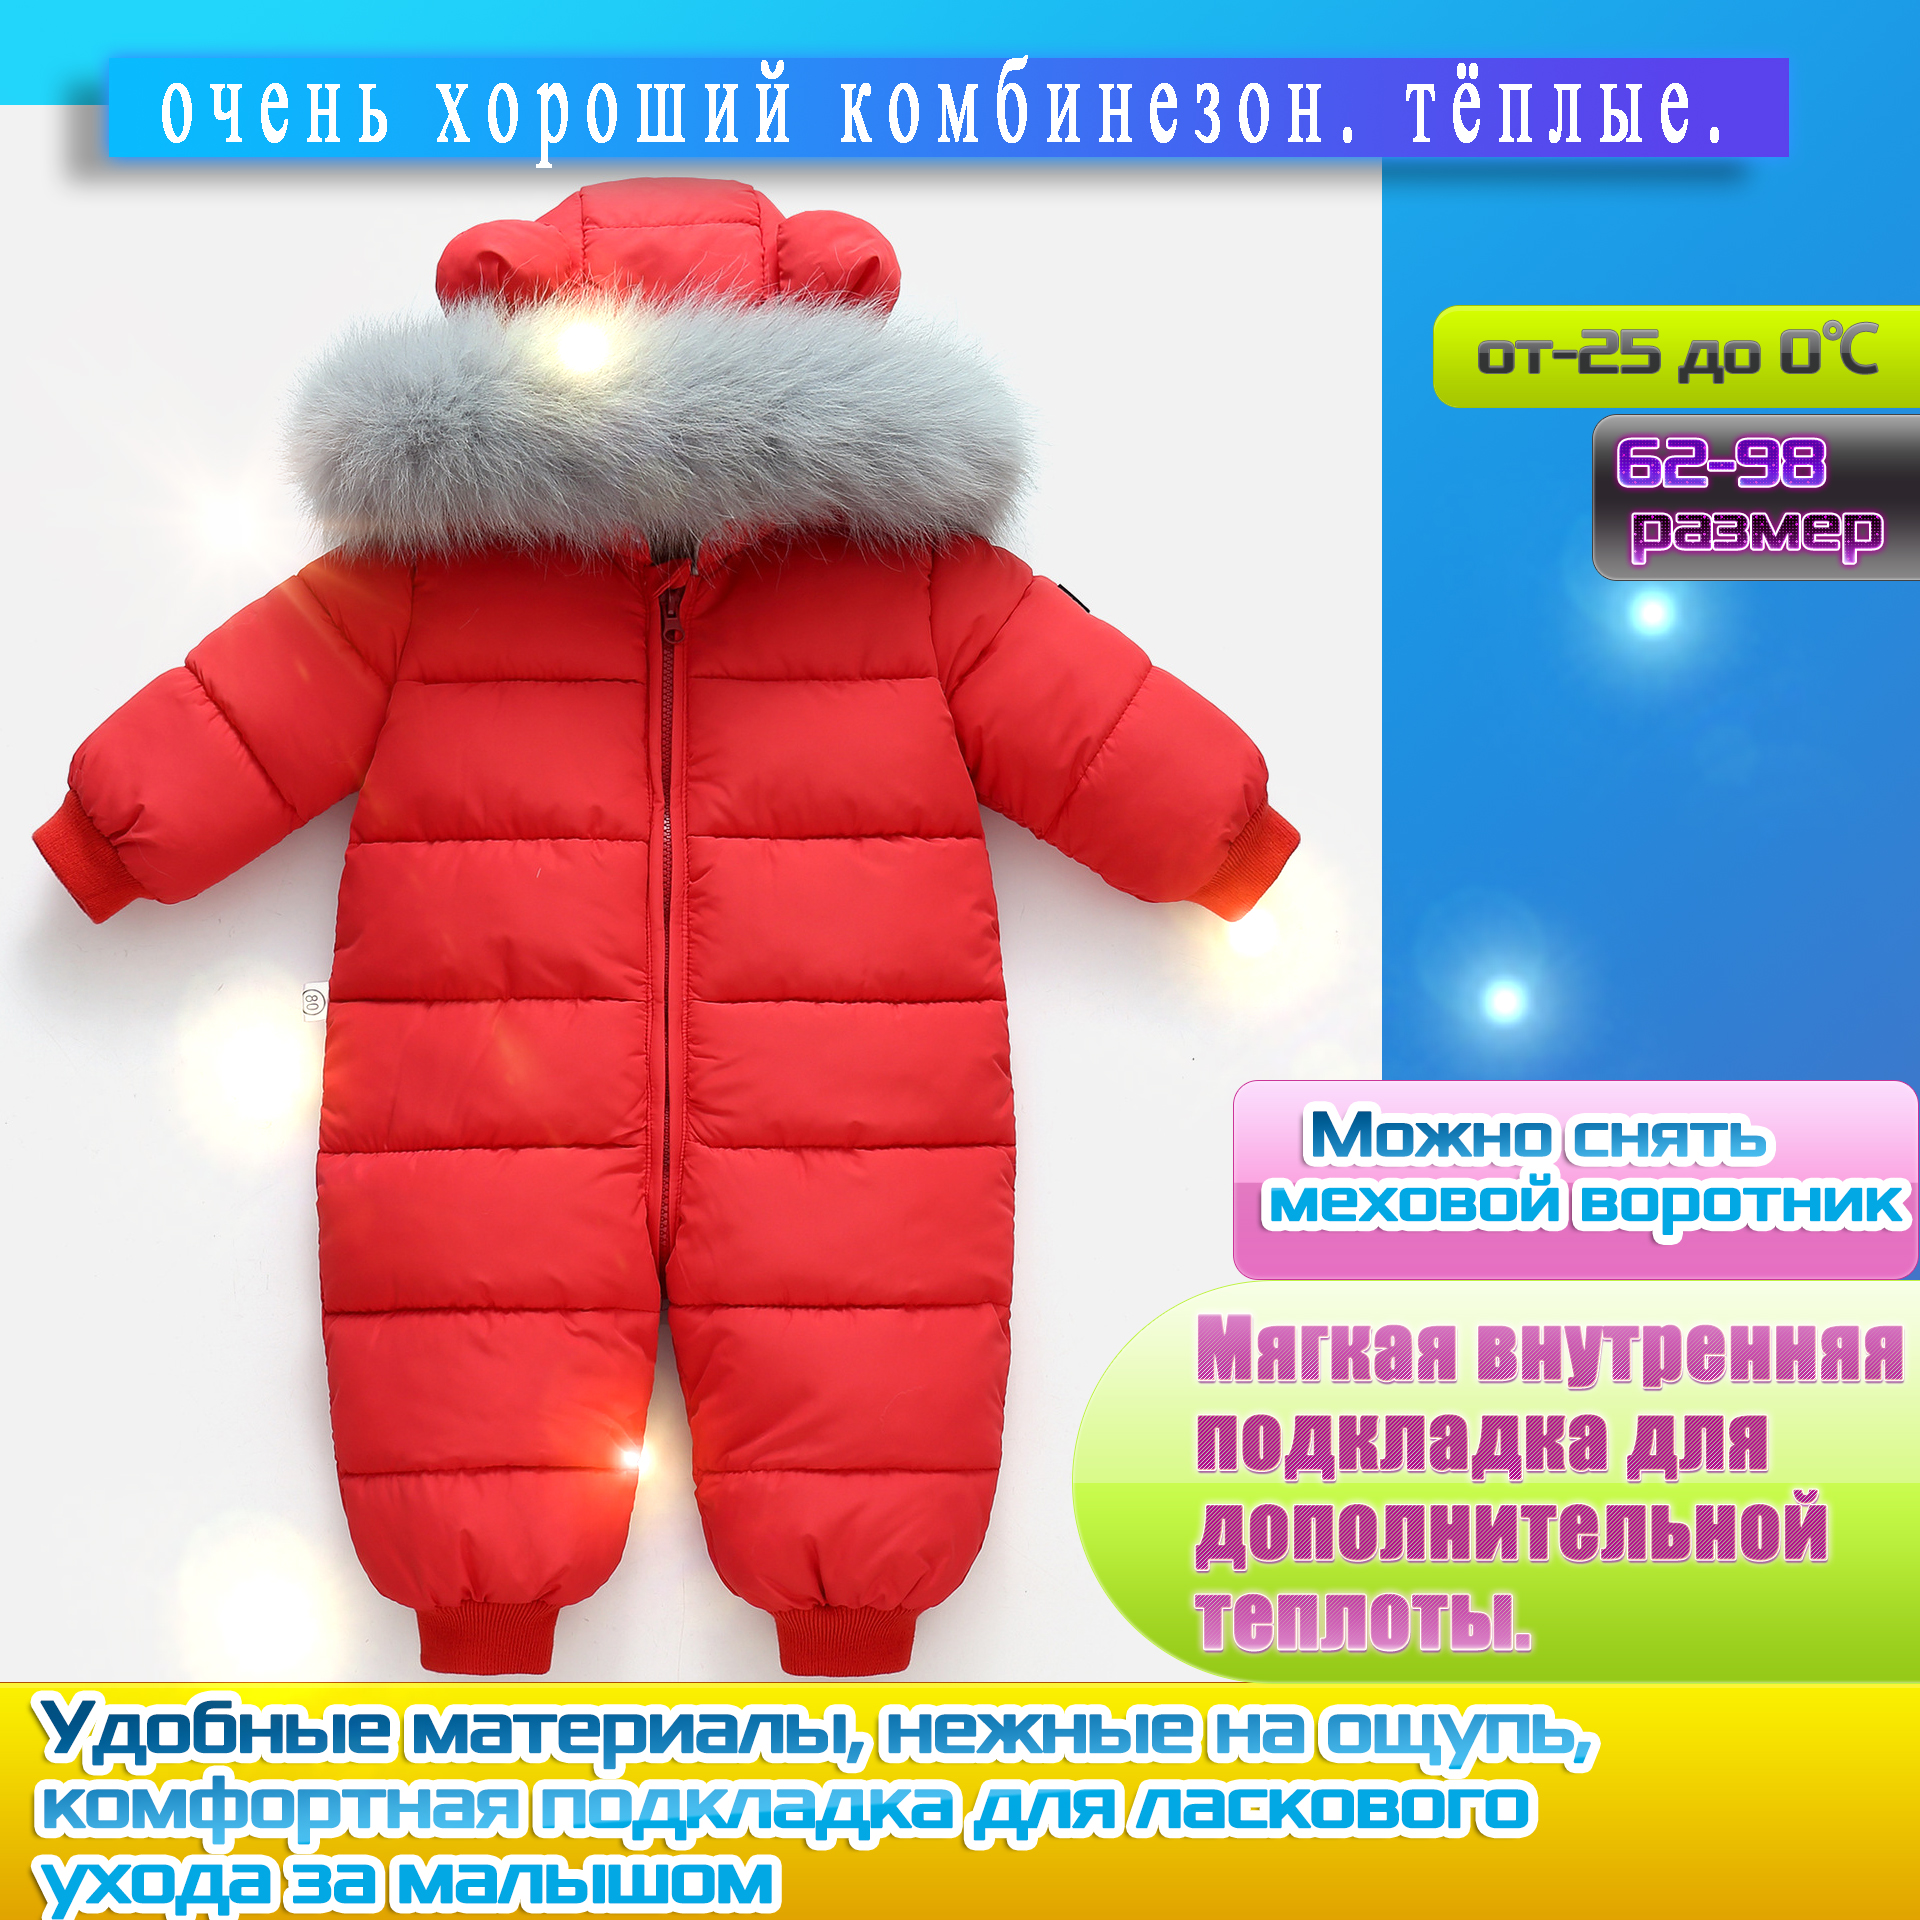 очень хороший комбинезон. тёплые.
от-25 до 0℃
62-98
размер
80
Можно снять
меховой воротник
Мягкая внутренняя
подкладка для
дополнительной
теплоты.
Удобные материалы, нежные на ощупь,
комфортная подкладка для ласкового
ухода за малышом